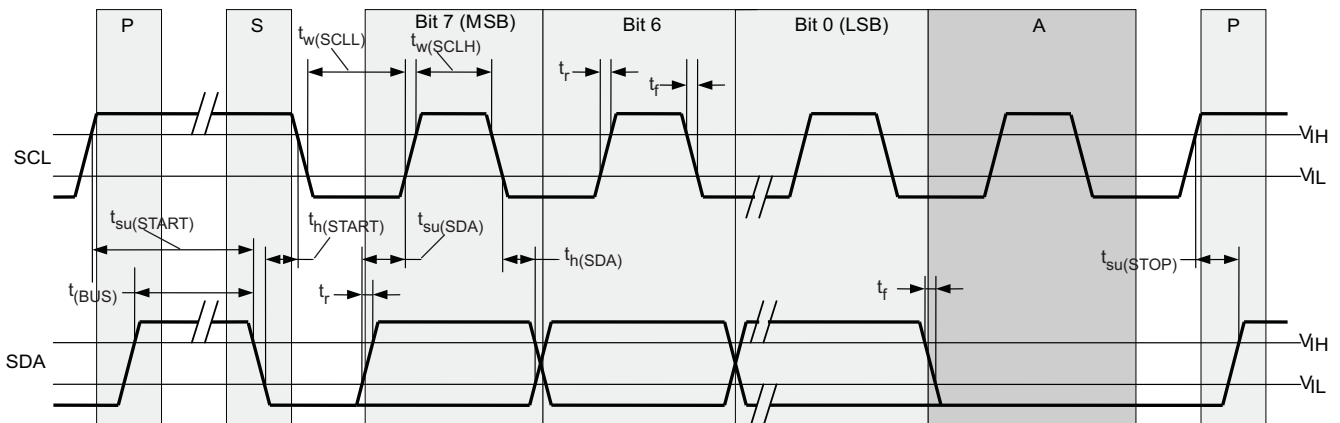 P
S
Bit 7 (MSB)
Bit 6
Bit 0 (LSB)
A
P
tw(SCLL)
tw(SCLH)
tr
tf
VIH
SCL
VIL
tsu(START)
th(START)
tsu(SDA)
th(SDA)
tsu(STOP)
t(BUS)
tr
tf
VIH
SDA
VIL